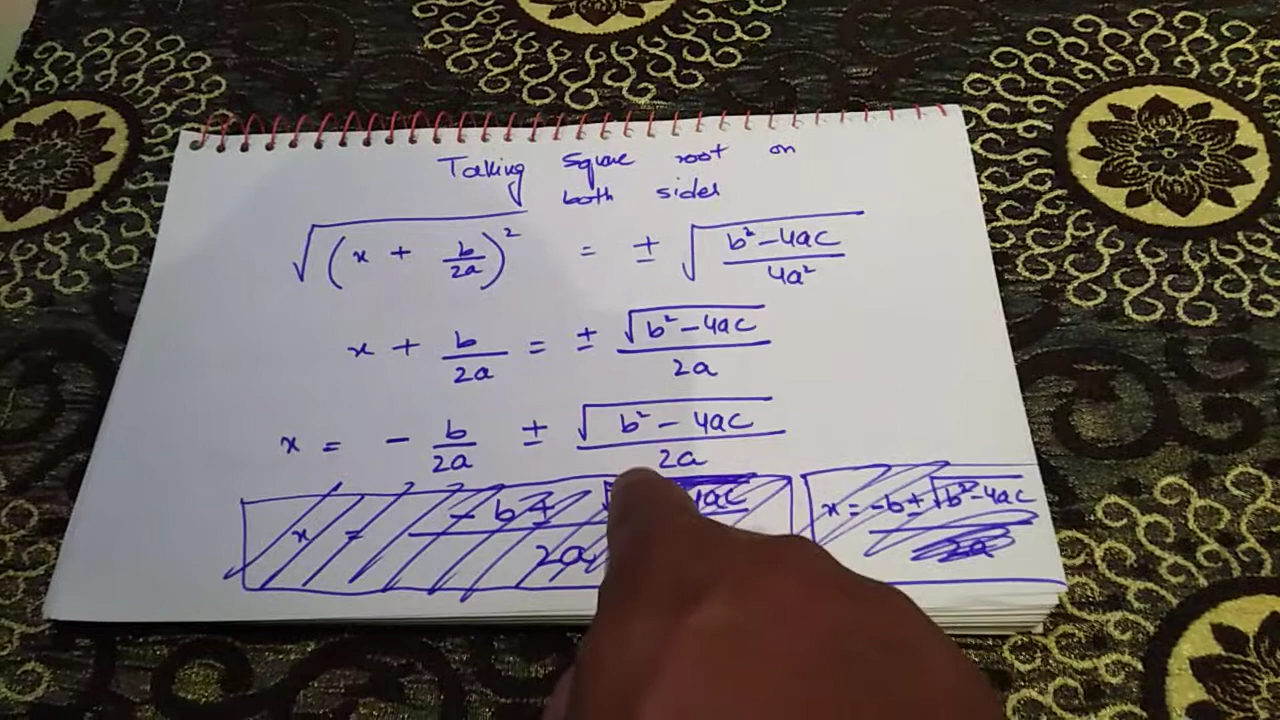 Taking Square root on
both sides
√(x + b/2a)² = ± √(b²-4ac/4a²)
x + b/2a = ± √(b²-4ac)/2a
x = - b/2a ± √(b²-4ac)/2a
x = -b± √ 4ac/2a
x = -b±√(b²-4ac)/2a